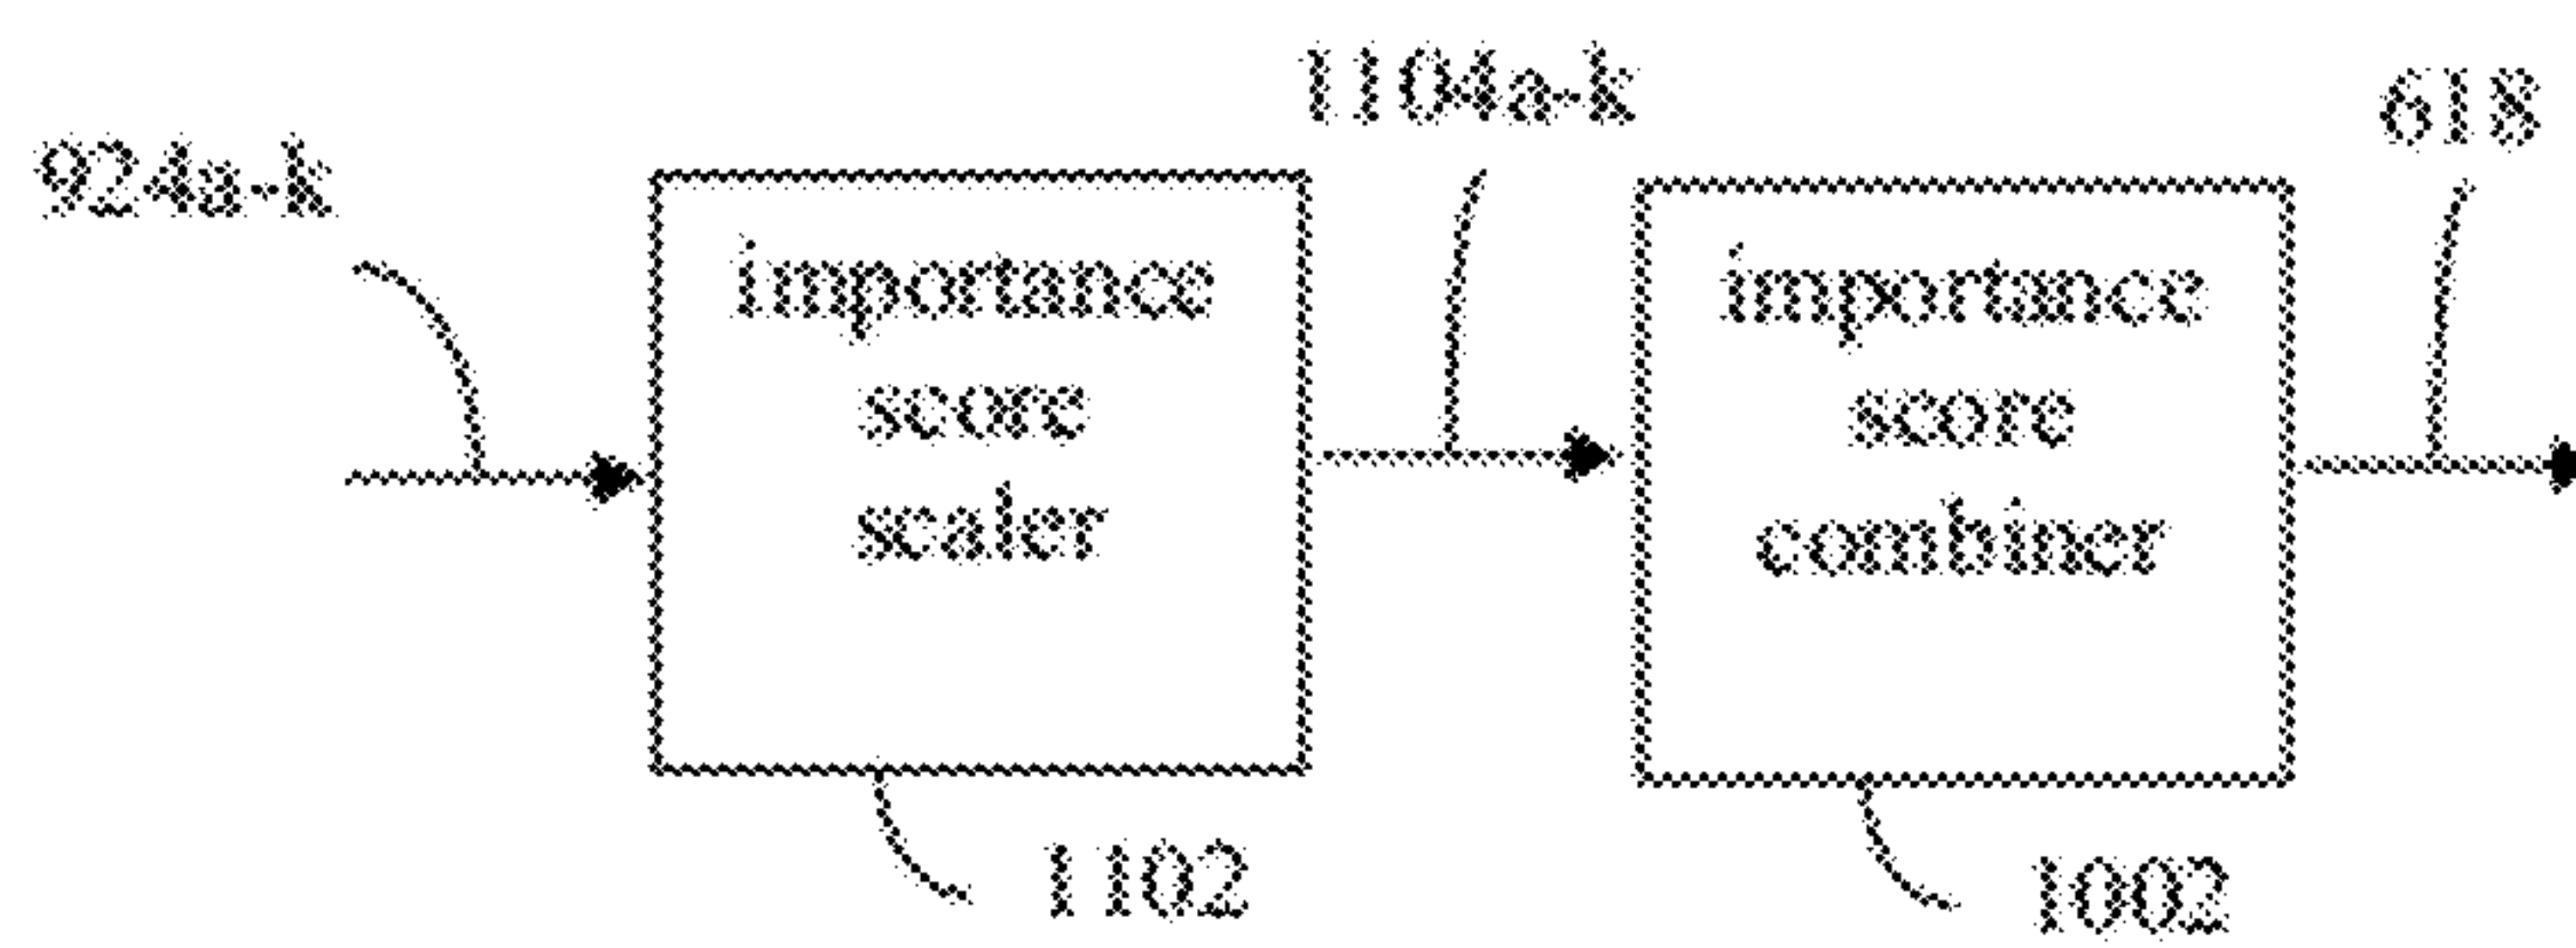 924a-k
1104a-k
618
importance
score
scaler
importance
score
combiner
1102
1002